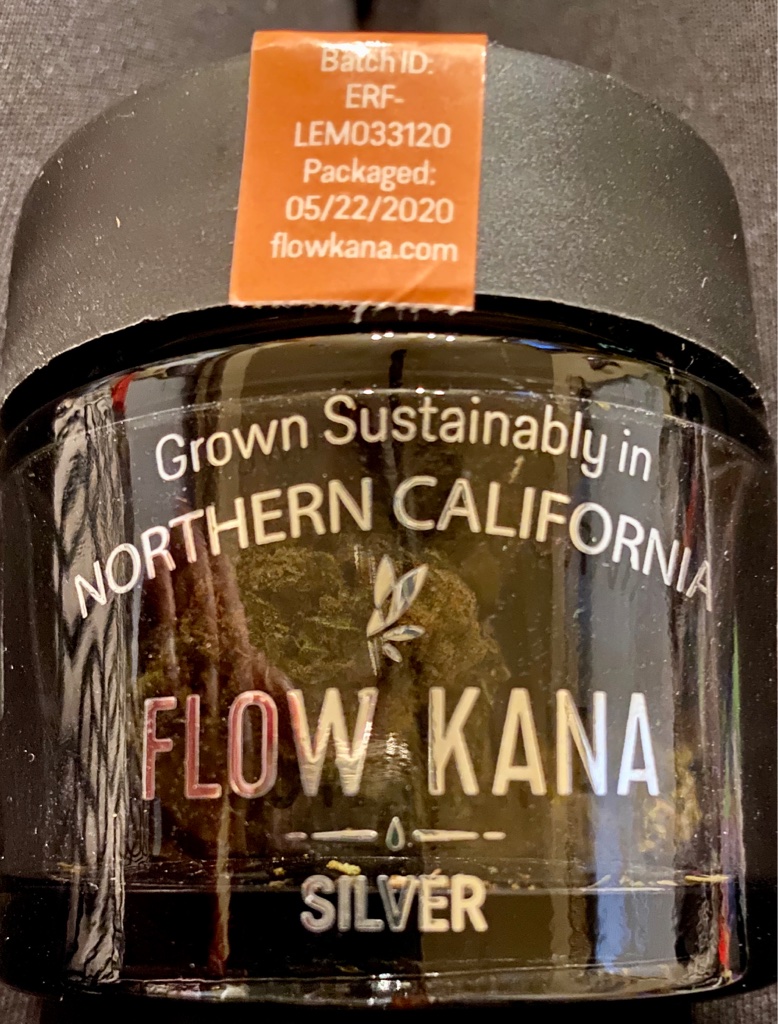 Batch ID:
ERF-
LEM033120
Packaged:
05/22/2020
flowkana.com
Grown Sustainably in
NORTHERN CALIFORNIA
FLOW KANA
SILVER